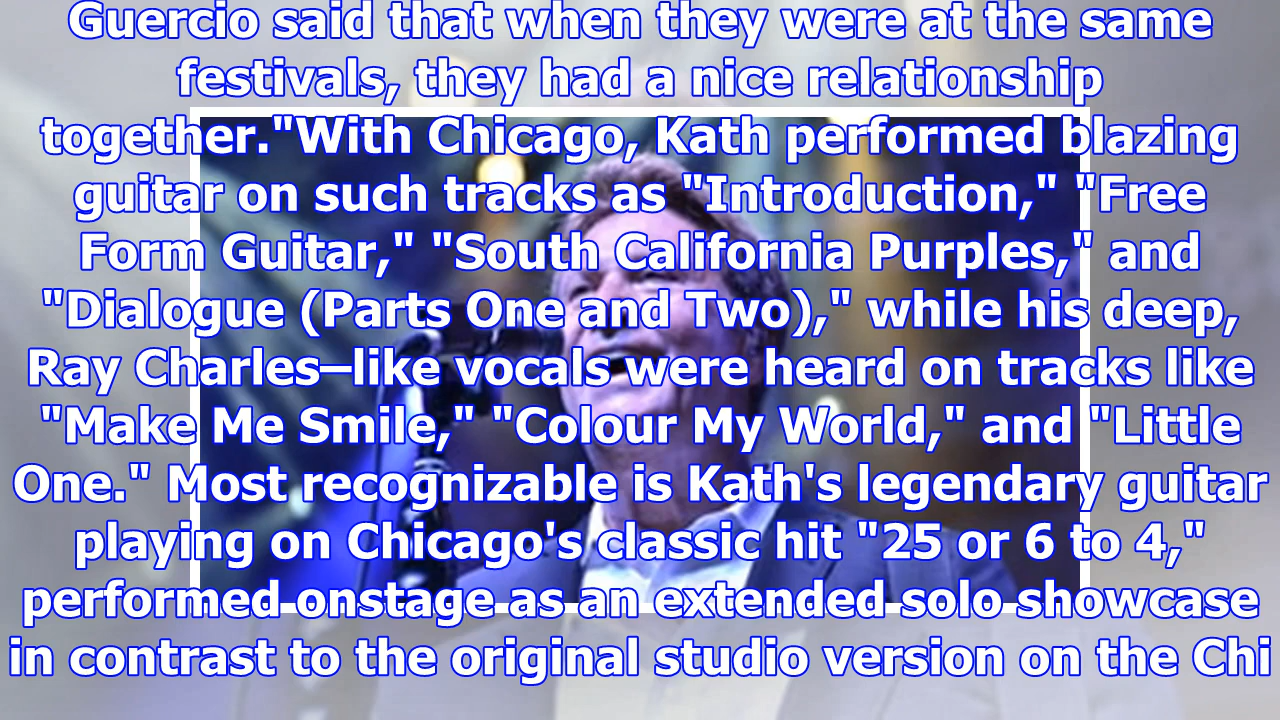 Guercio said that when they were at the same
festivals, they had a nice relationship
together."With Chicago, Kath performed blazing
guitar on such tracks as "Introduction," "Free
Form Guitar," "South California Purples," and
"Dialogue (Parts One and Two)," while his deep,
Ray Charles–like vocals were heard on tracks like
"Make Me Smile," "Colour My World," and "Little
One." Most recognizable is Kath's legendary guitar
playing on Chicago's classic hit "25 or 6 to 4,"
performed onstage as an extended solo showcase
in contrast to the original studio version on the Chi